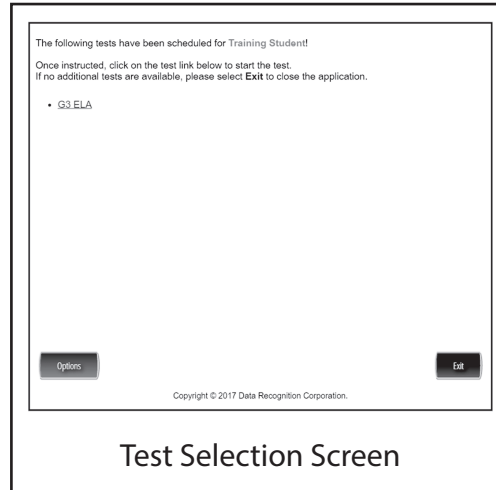 The following tests have been scheduled for Training Student!
Once instructed, click on the test link below to start the test.
If no additional tests are available, please select Exit to close the application.
• G3 ELA
Options
Exit
Copyright © 2017 Data Recognition Corporation.
Test Selection Screen